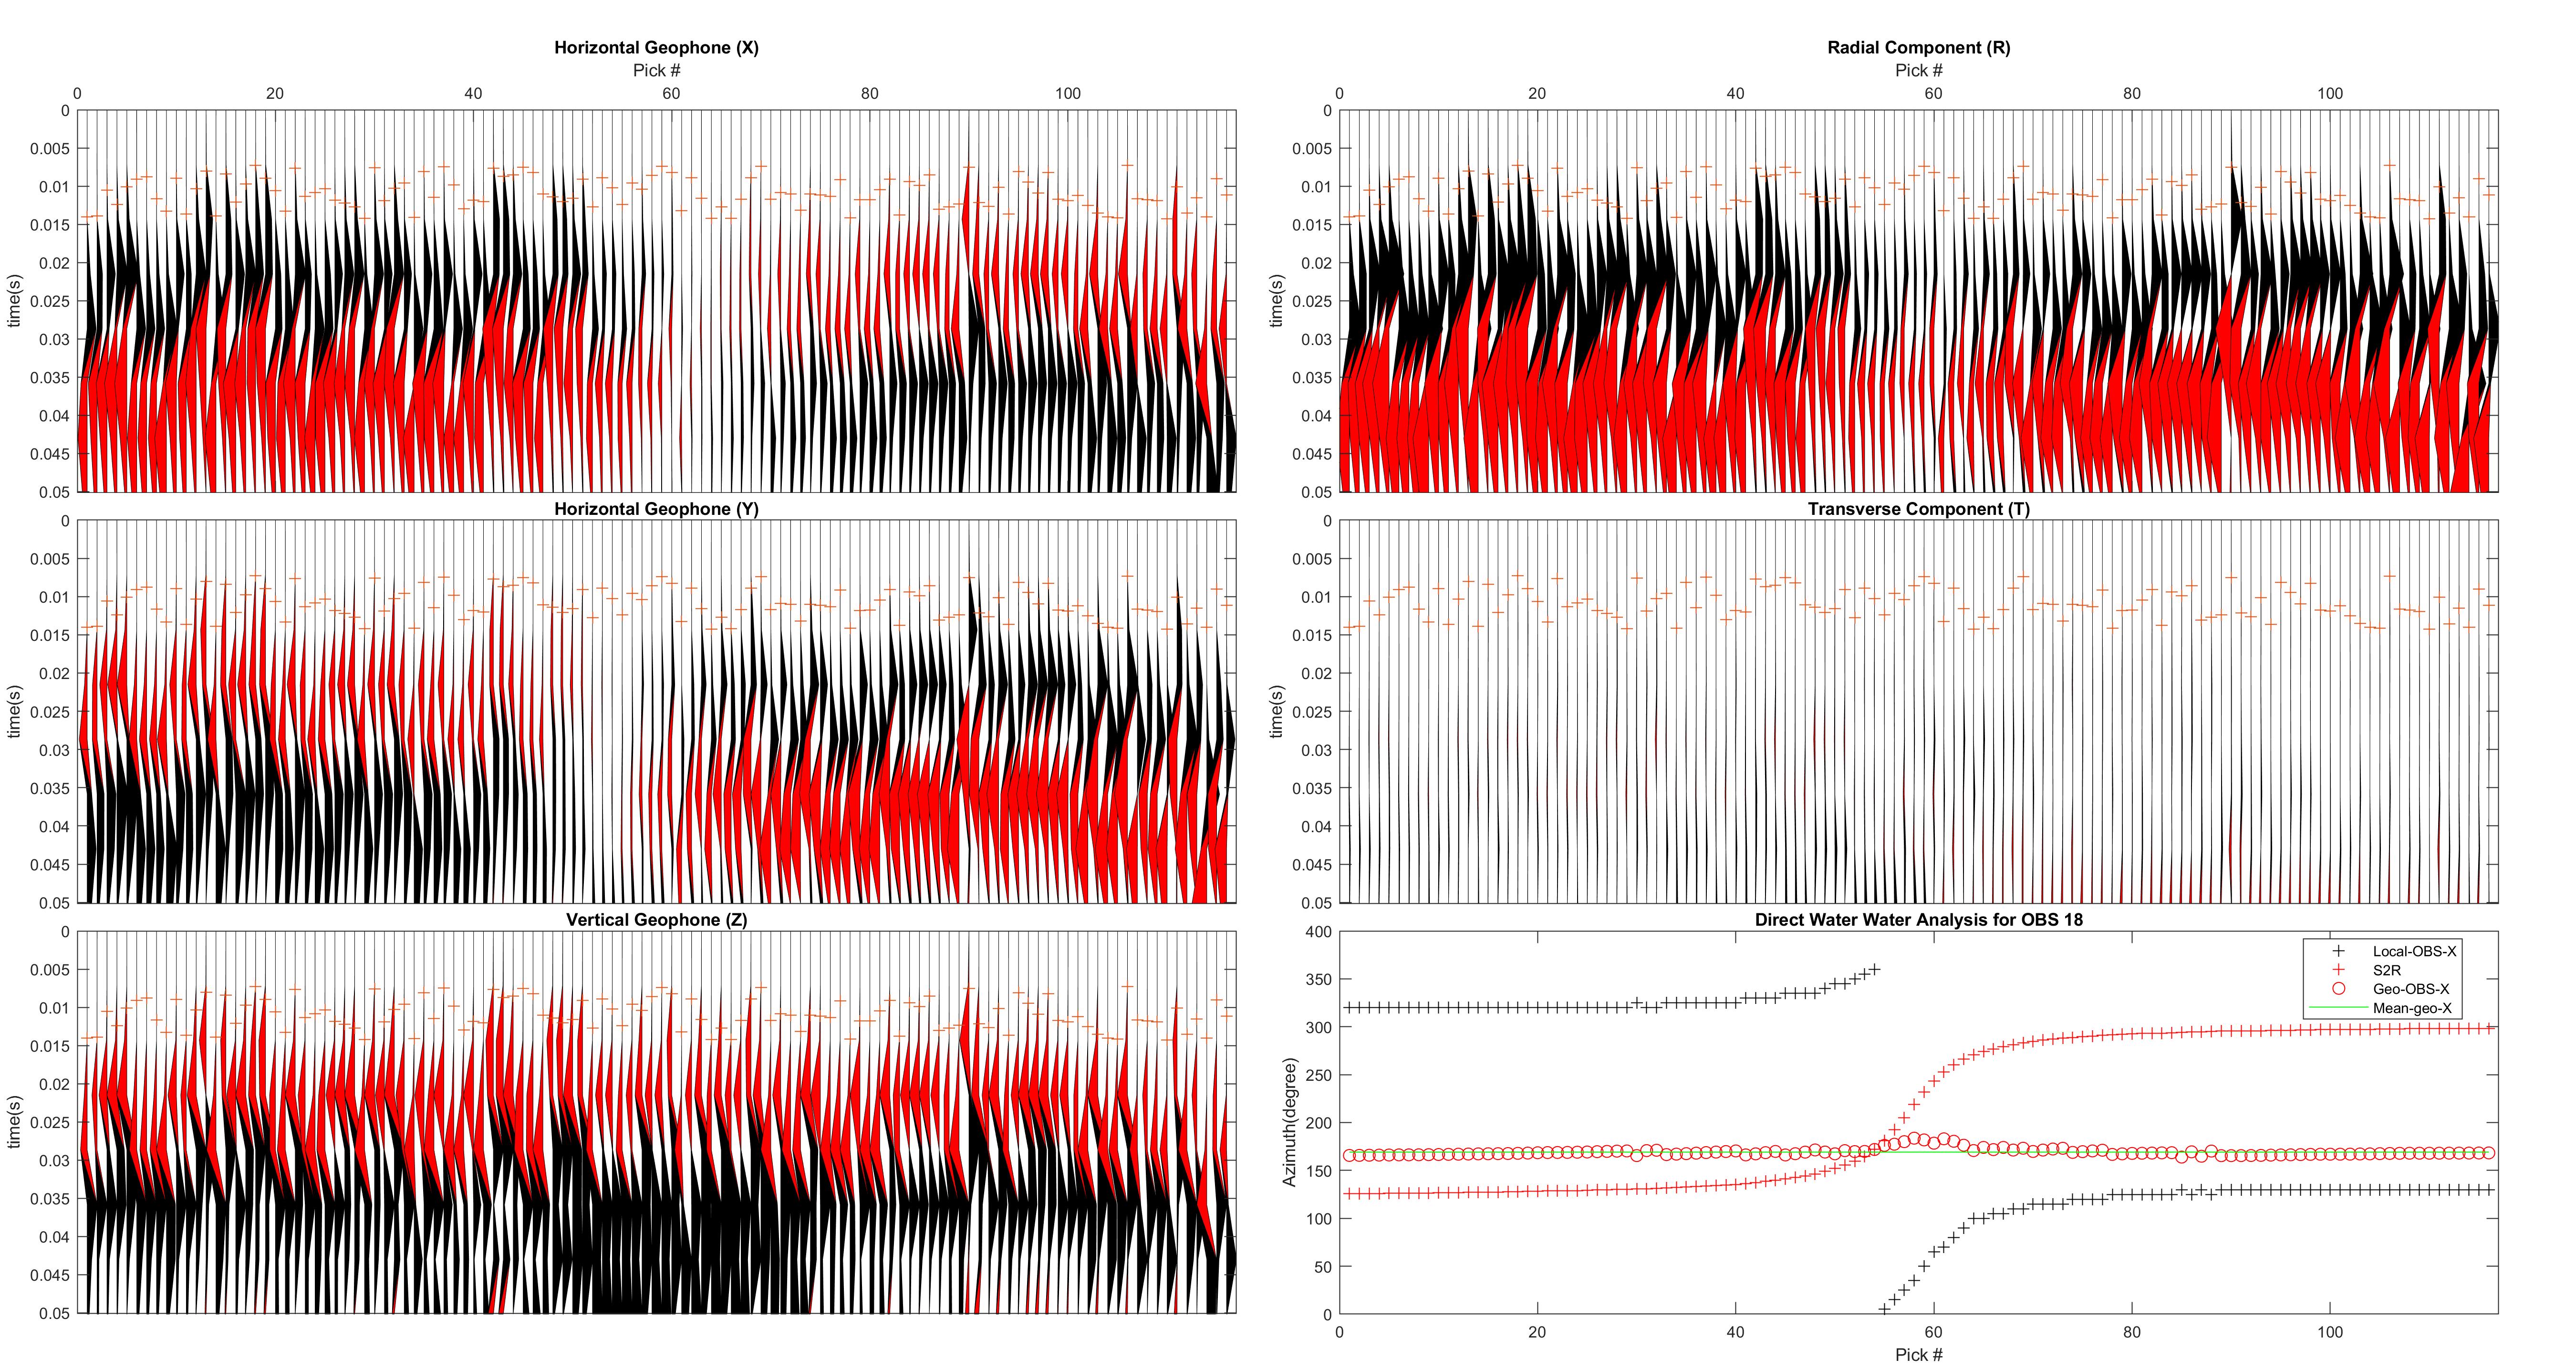 Horizontal Geophone (X)
Pick #
0 20 40 60 80 100
0
0.005
0.01
0.015
0.02
0.025
0.03
0.035
0.04
0.045
0.05
time(s)
Horizontal Geophone (Y)
0
0.005
0.01
0.015
0.02
0.025
0.03
0.035
0.04
0.045
0.05
time(s)
Vertical Geophone (Z)
0
0.005
0.01
0.015
0.02
0.025
0.03
0.035
0.04
0.045
0.05
time(s)
Radial Component (R)
Pick #
0 20 40 60 80 100
0
0.005
0.01
0.015
0.02
0.025
0.03
0.035
0.04
0.045
0.05
time(s)
Transverse Component (T)
0
0.005
0.01
0.015
0.02
0.025
0.03
0.035
0.04
0.045
0.05
time(s)
Direct Water Water Analysis for OBS 18
400
350
300
250
200
150
100
50
0
Azimuth(degree)
Local-OBS-X
S2R
Geo-OBS-X
Mean-geo-X
0 20 40 60 80 100
Pick #